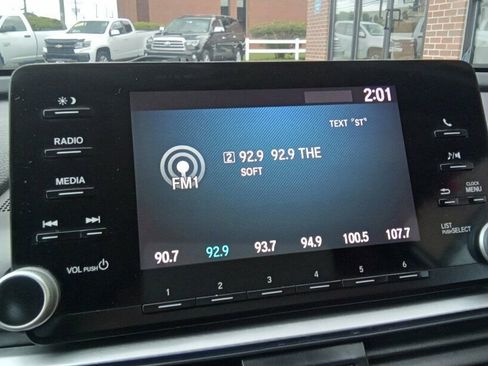 2:01
TEXT "ST"
RADIO
2 92.9 92.9 THE
SOFT
FM1
MEDIA
CLOCK
MENU
LIST
PUSH SELECT
90.7 92.9 93.7 94.9 100.5 107.7
VOL PUSH
1 2 3 4 5 6